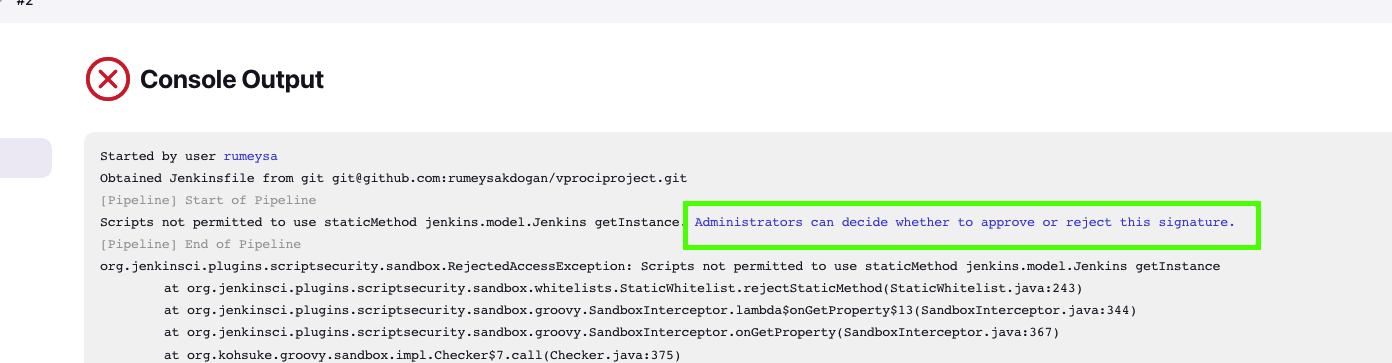 #2
Console Output
Started by user rumeysa
Obtained Jenkinsfile from git git@github.com:rumeysakdogan/vprociproject.git
[Pipeline] Start of Pipeline
Scripts not permitted to use staticMethod jenkins.model.Jenkins getInstance. Administrators can decide whether to approve or reject this signature.
[Pipeline] End of Pipeline
org.jenkinsci.plugins.scriptsecurity.sandbox.RejectedAccessException: Scripts not permitted to use staticMethod jenkins.model.Jenkins getInstance
at org.jenkinsci.plugins.scriptsecurity.sandbox.whitelists.StaticWhitelist.rejectStaticMethod(StaticWhitelist.java:243)
at org.jenkinsci.plugins.scriptsecurity.sandbox.groovy.SandboxInterceptor.lambda$onGetProperty$13(SandboxInterceptor.java:344)
at org.jenkinsci.plugins.scriptsecurity.sandbox.groovy.SandboxInterceptor.onGetProperty(SandboxInterceptor.java:367)
at org.kohsuke.groovy.sandbox.impl.Checker$7.call(Checker.java:375)